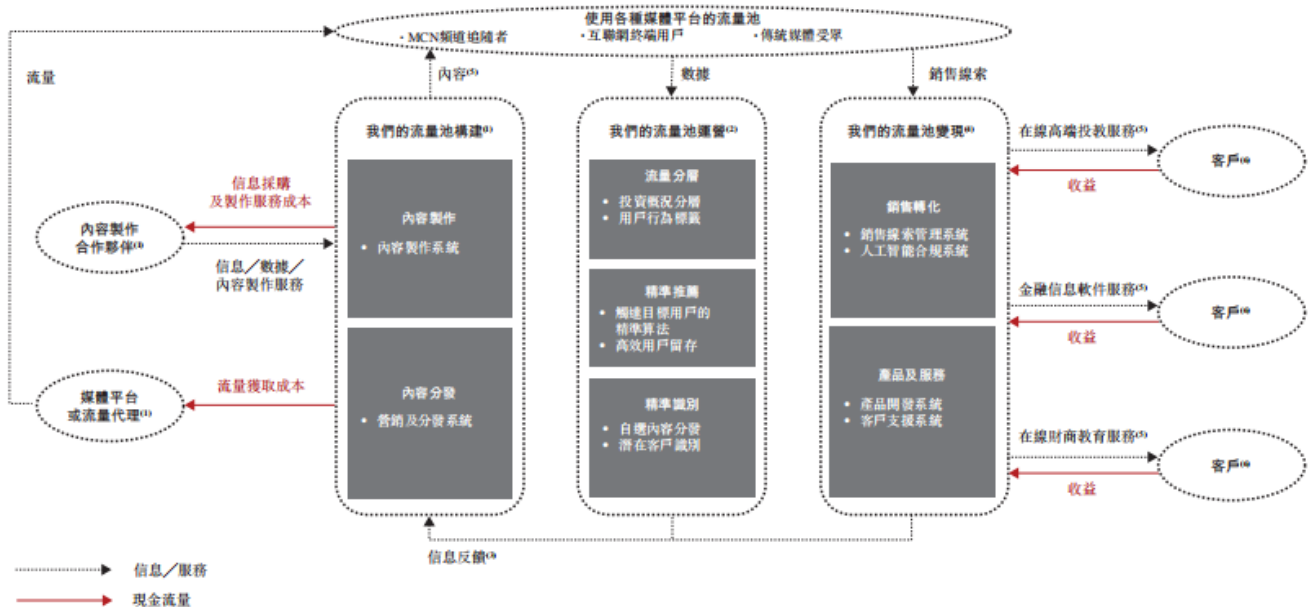 使用各種媒體平台的流量池
·MCN頻道追隨者
·互聯網終端用戶
·傳統媒體受眾
流量
內容⁽⁵⁾
數據
銷售線索
我們的流量池構建⁽¹⁾
內容製作
• 內容製作系統
內容分發
• 營銷及分發系統
我們的流量池運營⁽²⁾
流量分層
• 投資概況分層
• 用戶行為標籤
精準推薦
• 觸達目標用戶的
精準算法
• 高效用戶留存
精準識別
• 自選內容分發
• 潛在客戶識別
我們的流量池變現⁽⁶⁾
銷售轉化
• 銷售線索管理系統
• 人工智能合規系統
產品及服務
• 產品開發系統
• 客戶支援系統
信息採購
及製作服務成本
內容製作
合作夥伴⁽³⁾
信息／數據／
內容製作服務
流量獲取成本
媒體平台
或流量代理⁽¹⁾
在線高端投教服務⁽⁵⁾
客戶⁽⁶⁾
收益
金融信息軟件服務⁽⁵⁾
客戶⁽⁶⁾
收益
在線財商教育服務⁽⁵⁾
客戶⁽⁶⁾
收益
信息反饋⁽³⁾
信息／服務
現金流量